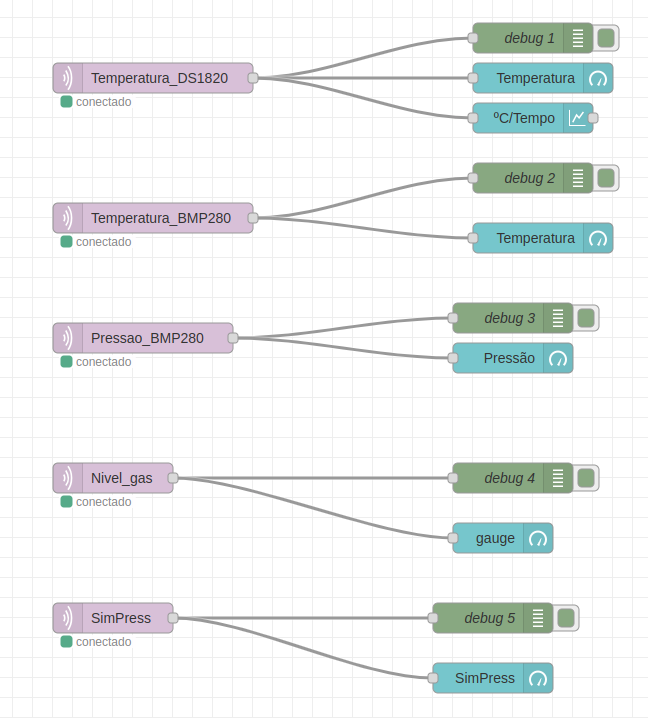 debug 1
Temperatura_DS1820
Temperatura
conectado
ºC/Tempo
debug 2
Temperatura_BMP280
Temperatura
conectado
debug 3
Pressao_BMP280
Pressão
conectado
Nivel_gas
debug 4
conectado
gauge
SimPress
debug 5
conectado
SimPress